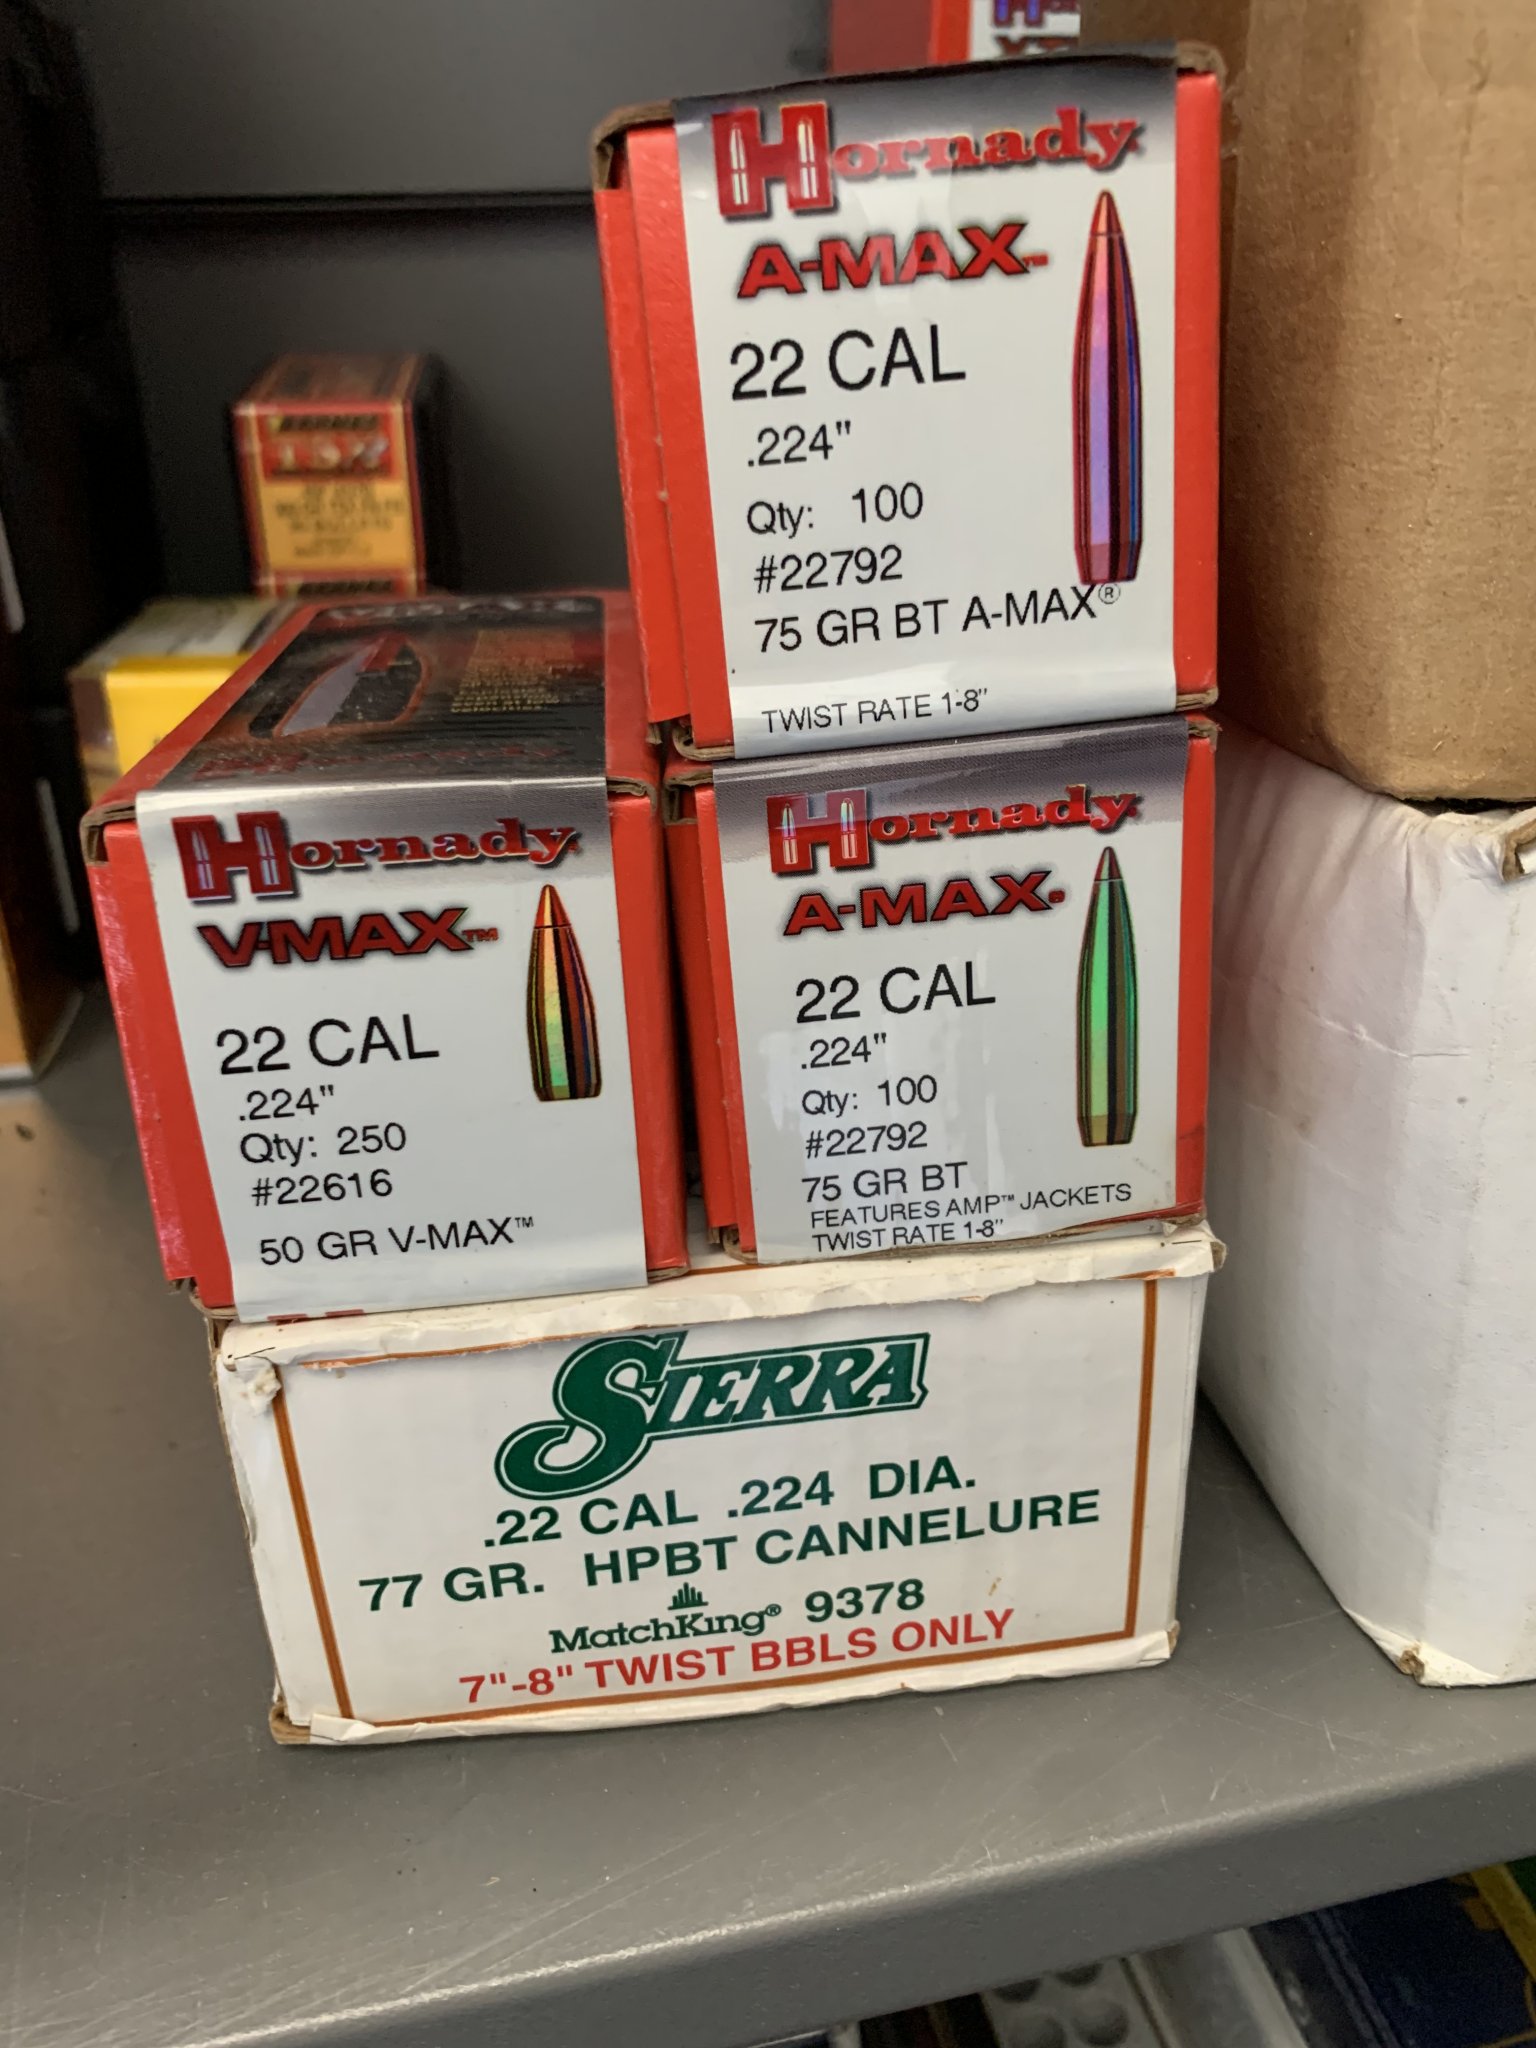 Hornady
A-MAX™
22 CAL
.224"
Qty: 100
#22792
75 GR BT A-MAX®
TWIST RATE 1-8"
Hornady
V-MAX™
22 CAL
.224"
Qty: 250
#22616
50 GR V-MAX™
Hornady
A-MAX®
22 CAL
.224"
Qty: 100
#22792
75 GR BT
FEATURES AMP™ JACKETS
TWIST RATE 1-8"
SIERRA
.22 CAL .224 DIA.
77 GR. HPBT CANNELURE
MatchKing® 9378
7"-8" TWIST BBLS ONLY